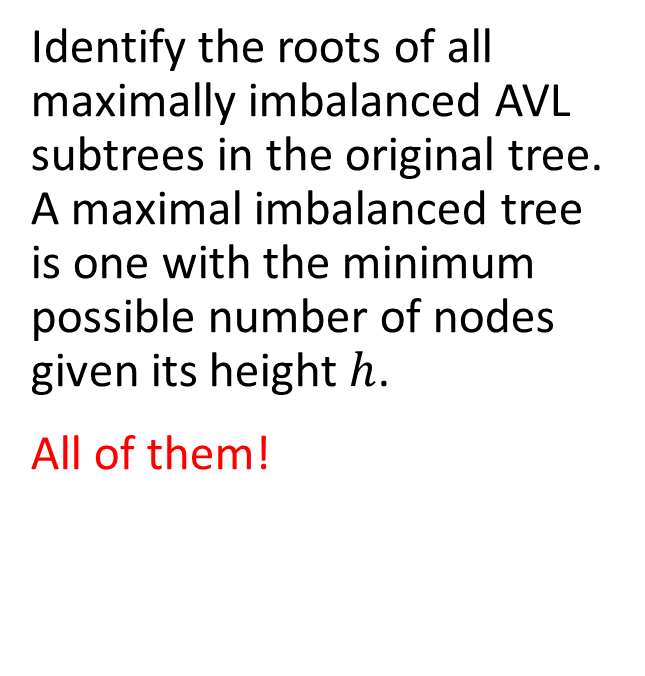 Identify the roots of all
maximally imbalanced AVL
subtrees in the original tree.
A maximal imbalanced tree
is one with the minimum
possible number of nodes
given its height ℎ.
All of them!